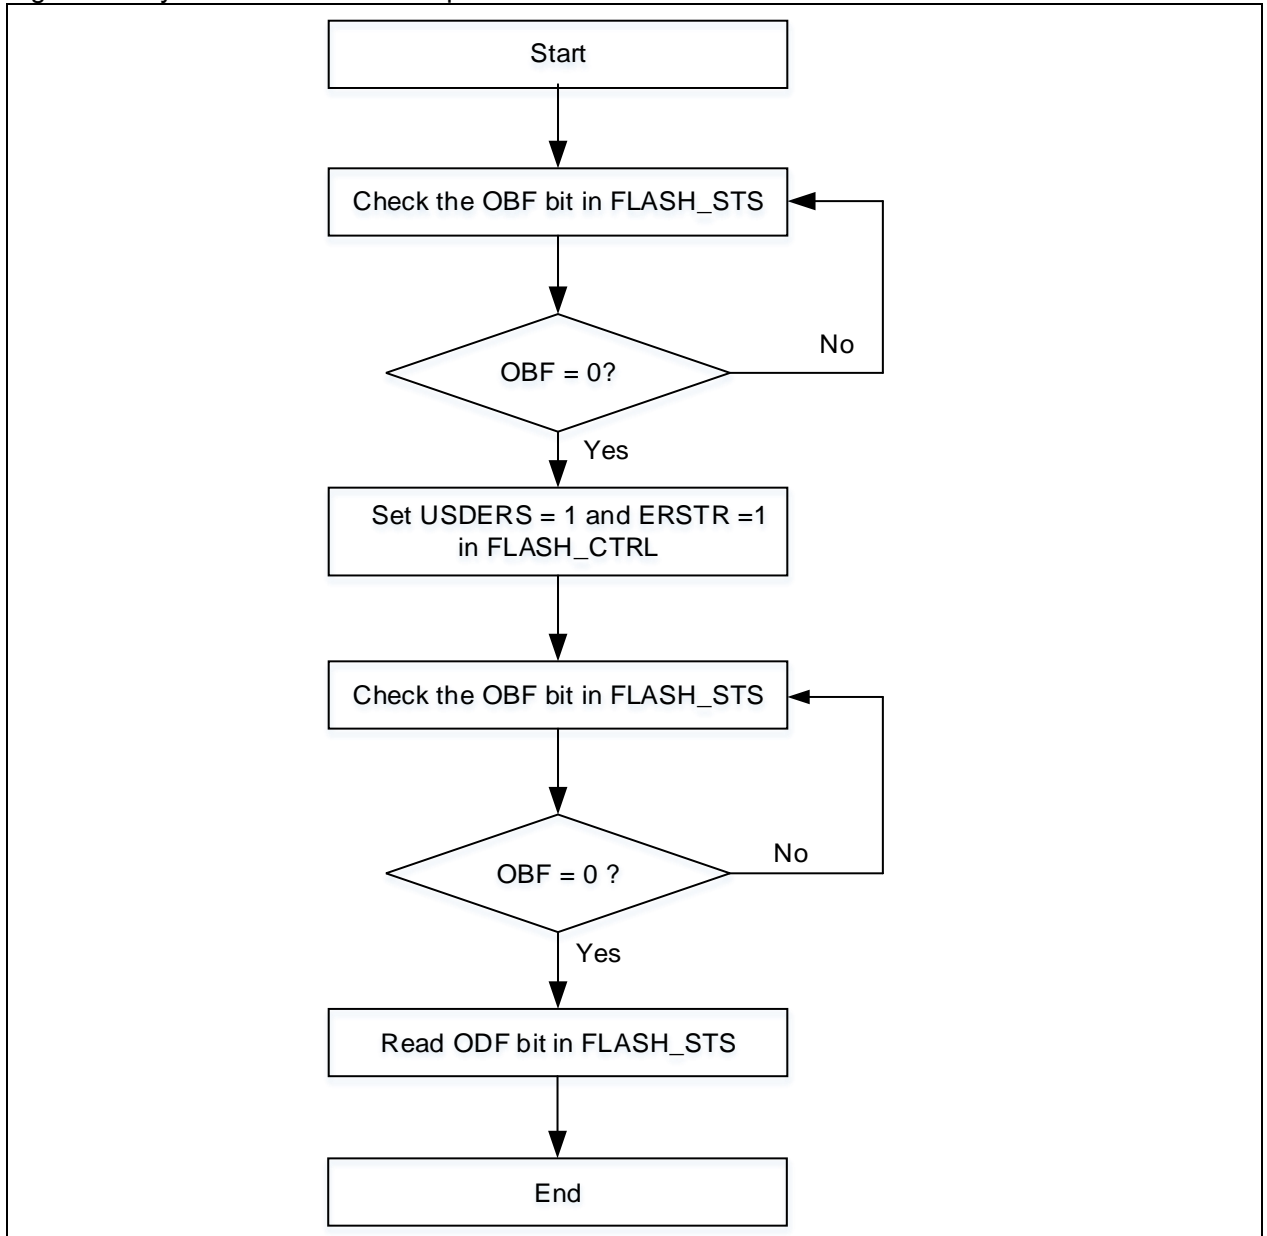 Start
Check the OBF bit in FLASH_STS
OBF = 0?
No
Yes
Set USDERS = 1 and ERSTR =1
in FLASH_CTRL
Check the OBF bit in FLASH_STS
OBF = 0 ?
No
Yes
Read ODF bit in FLASH_STS
End